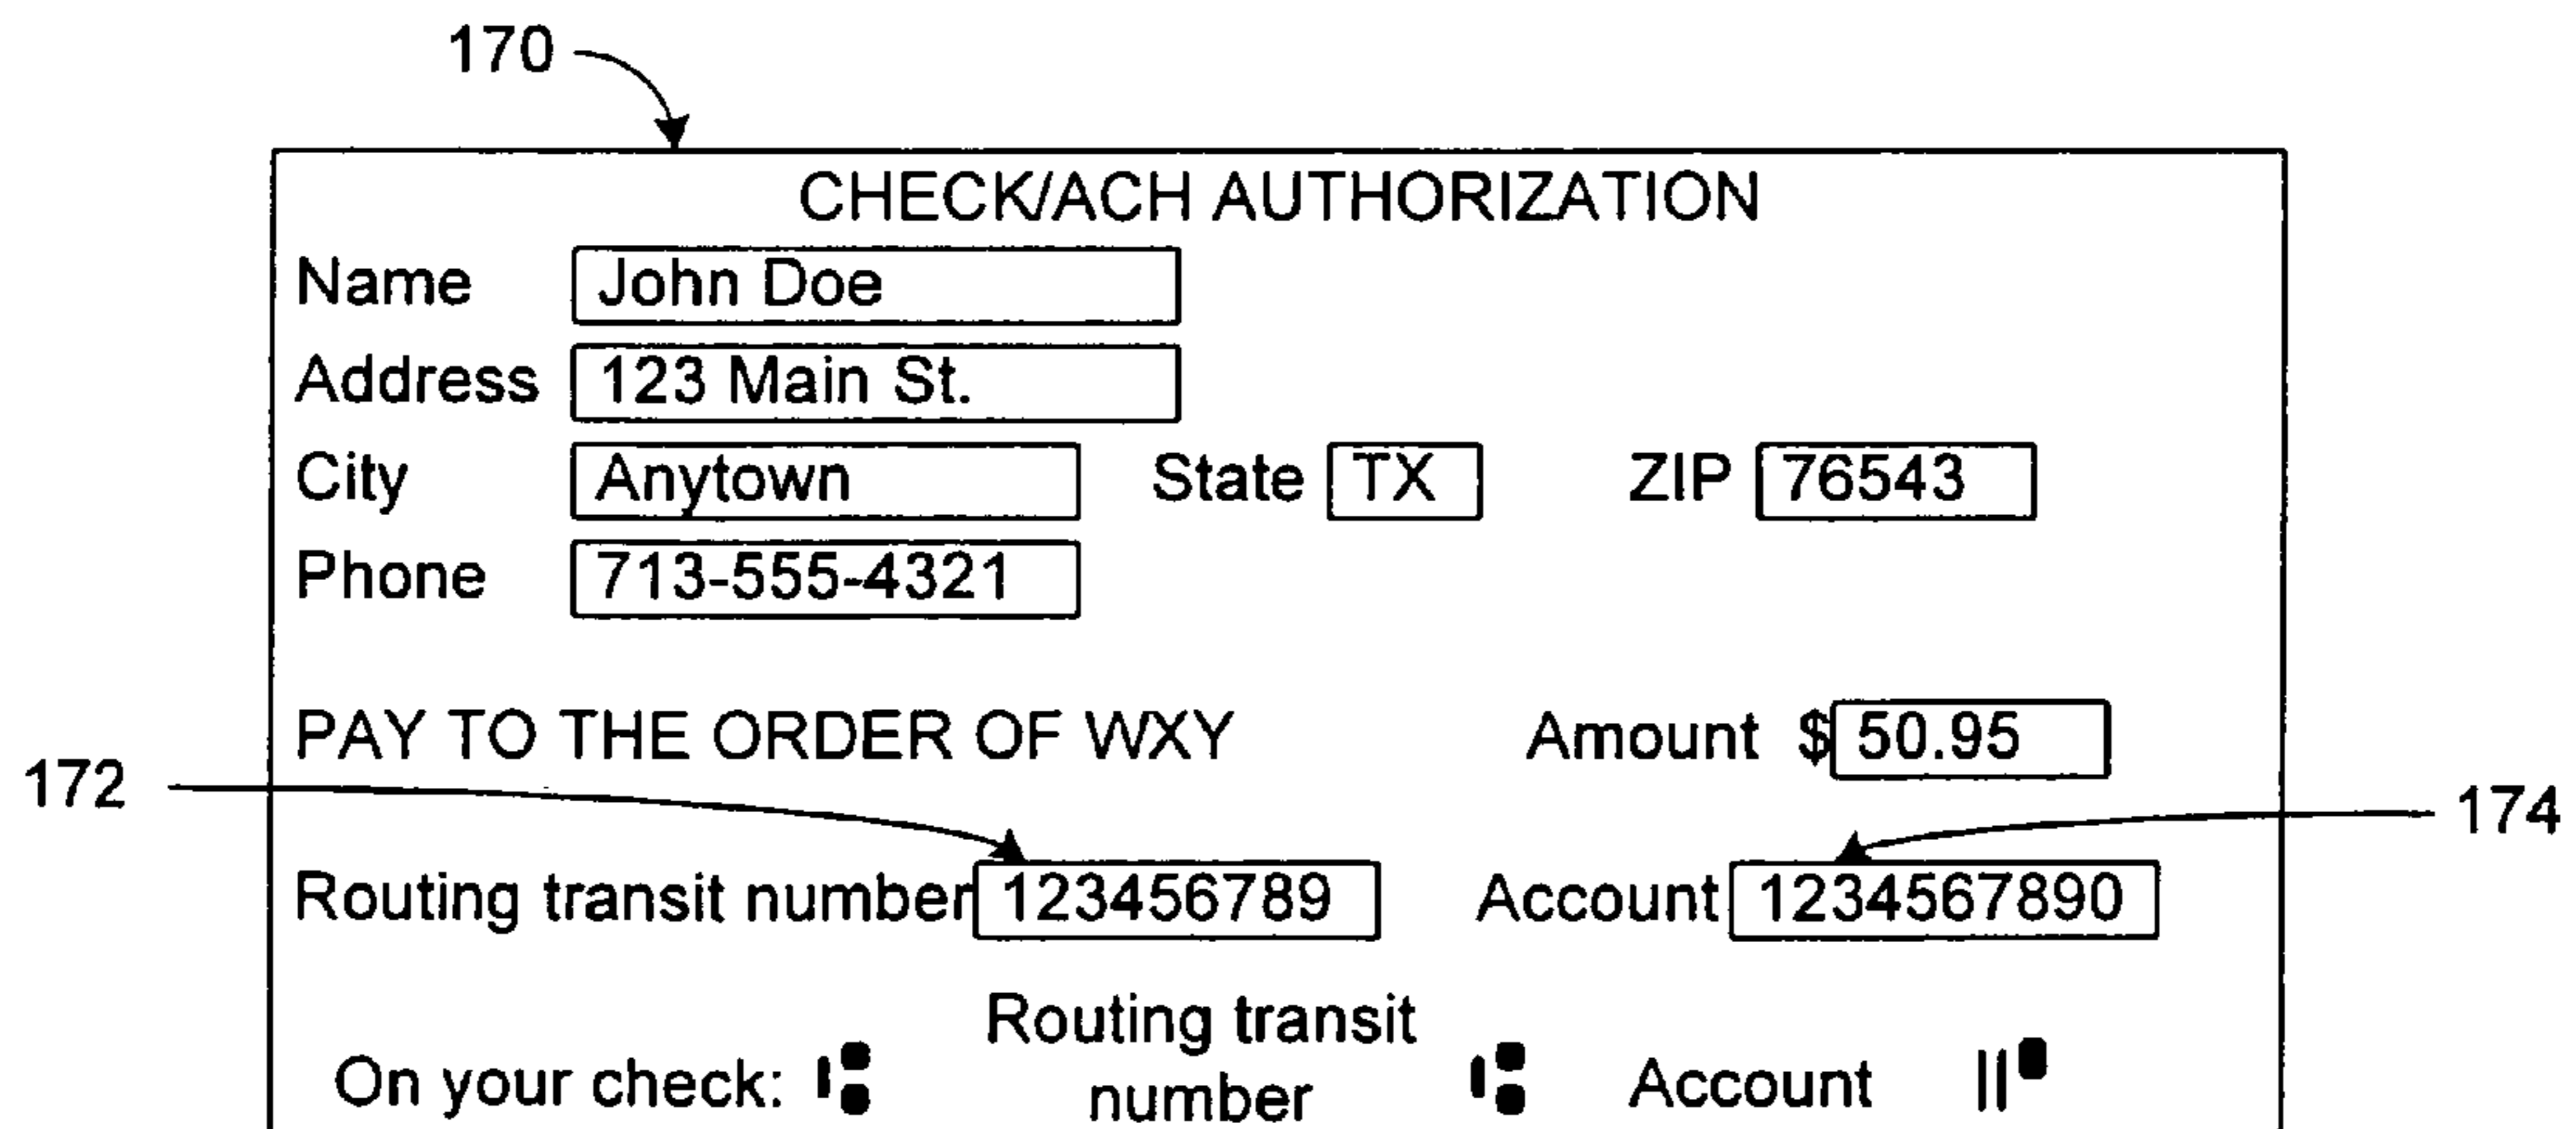 170
CHECK/ACH AUTHORIZATION
Name John Doe
Address 123 Main St.
City Anytown State TX ZIP 76543
Phone 713-555-4321
PAY TO THE ORDER OF WXY Amount $ 50.95
172
174
Routing transit number 123456789 Account 1234567890
On your check: ⑆ Routing transit number ⑆ Account ⑈